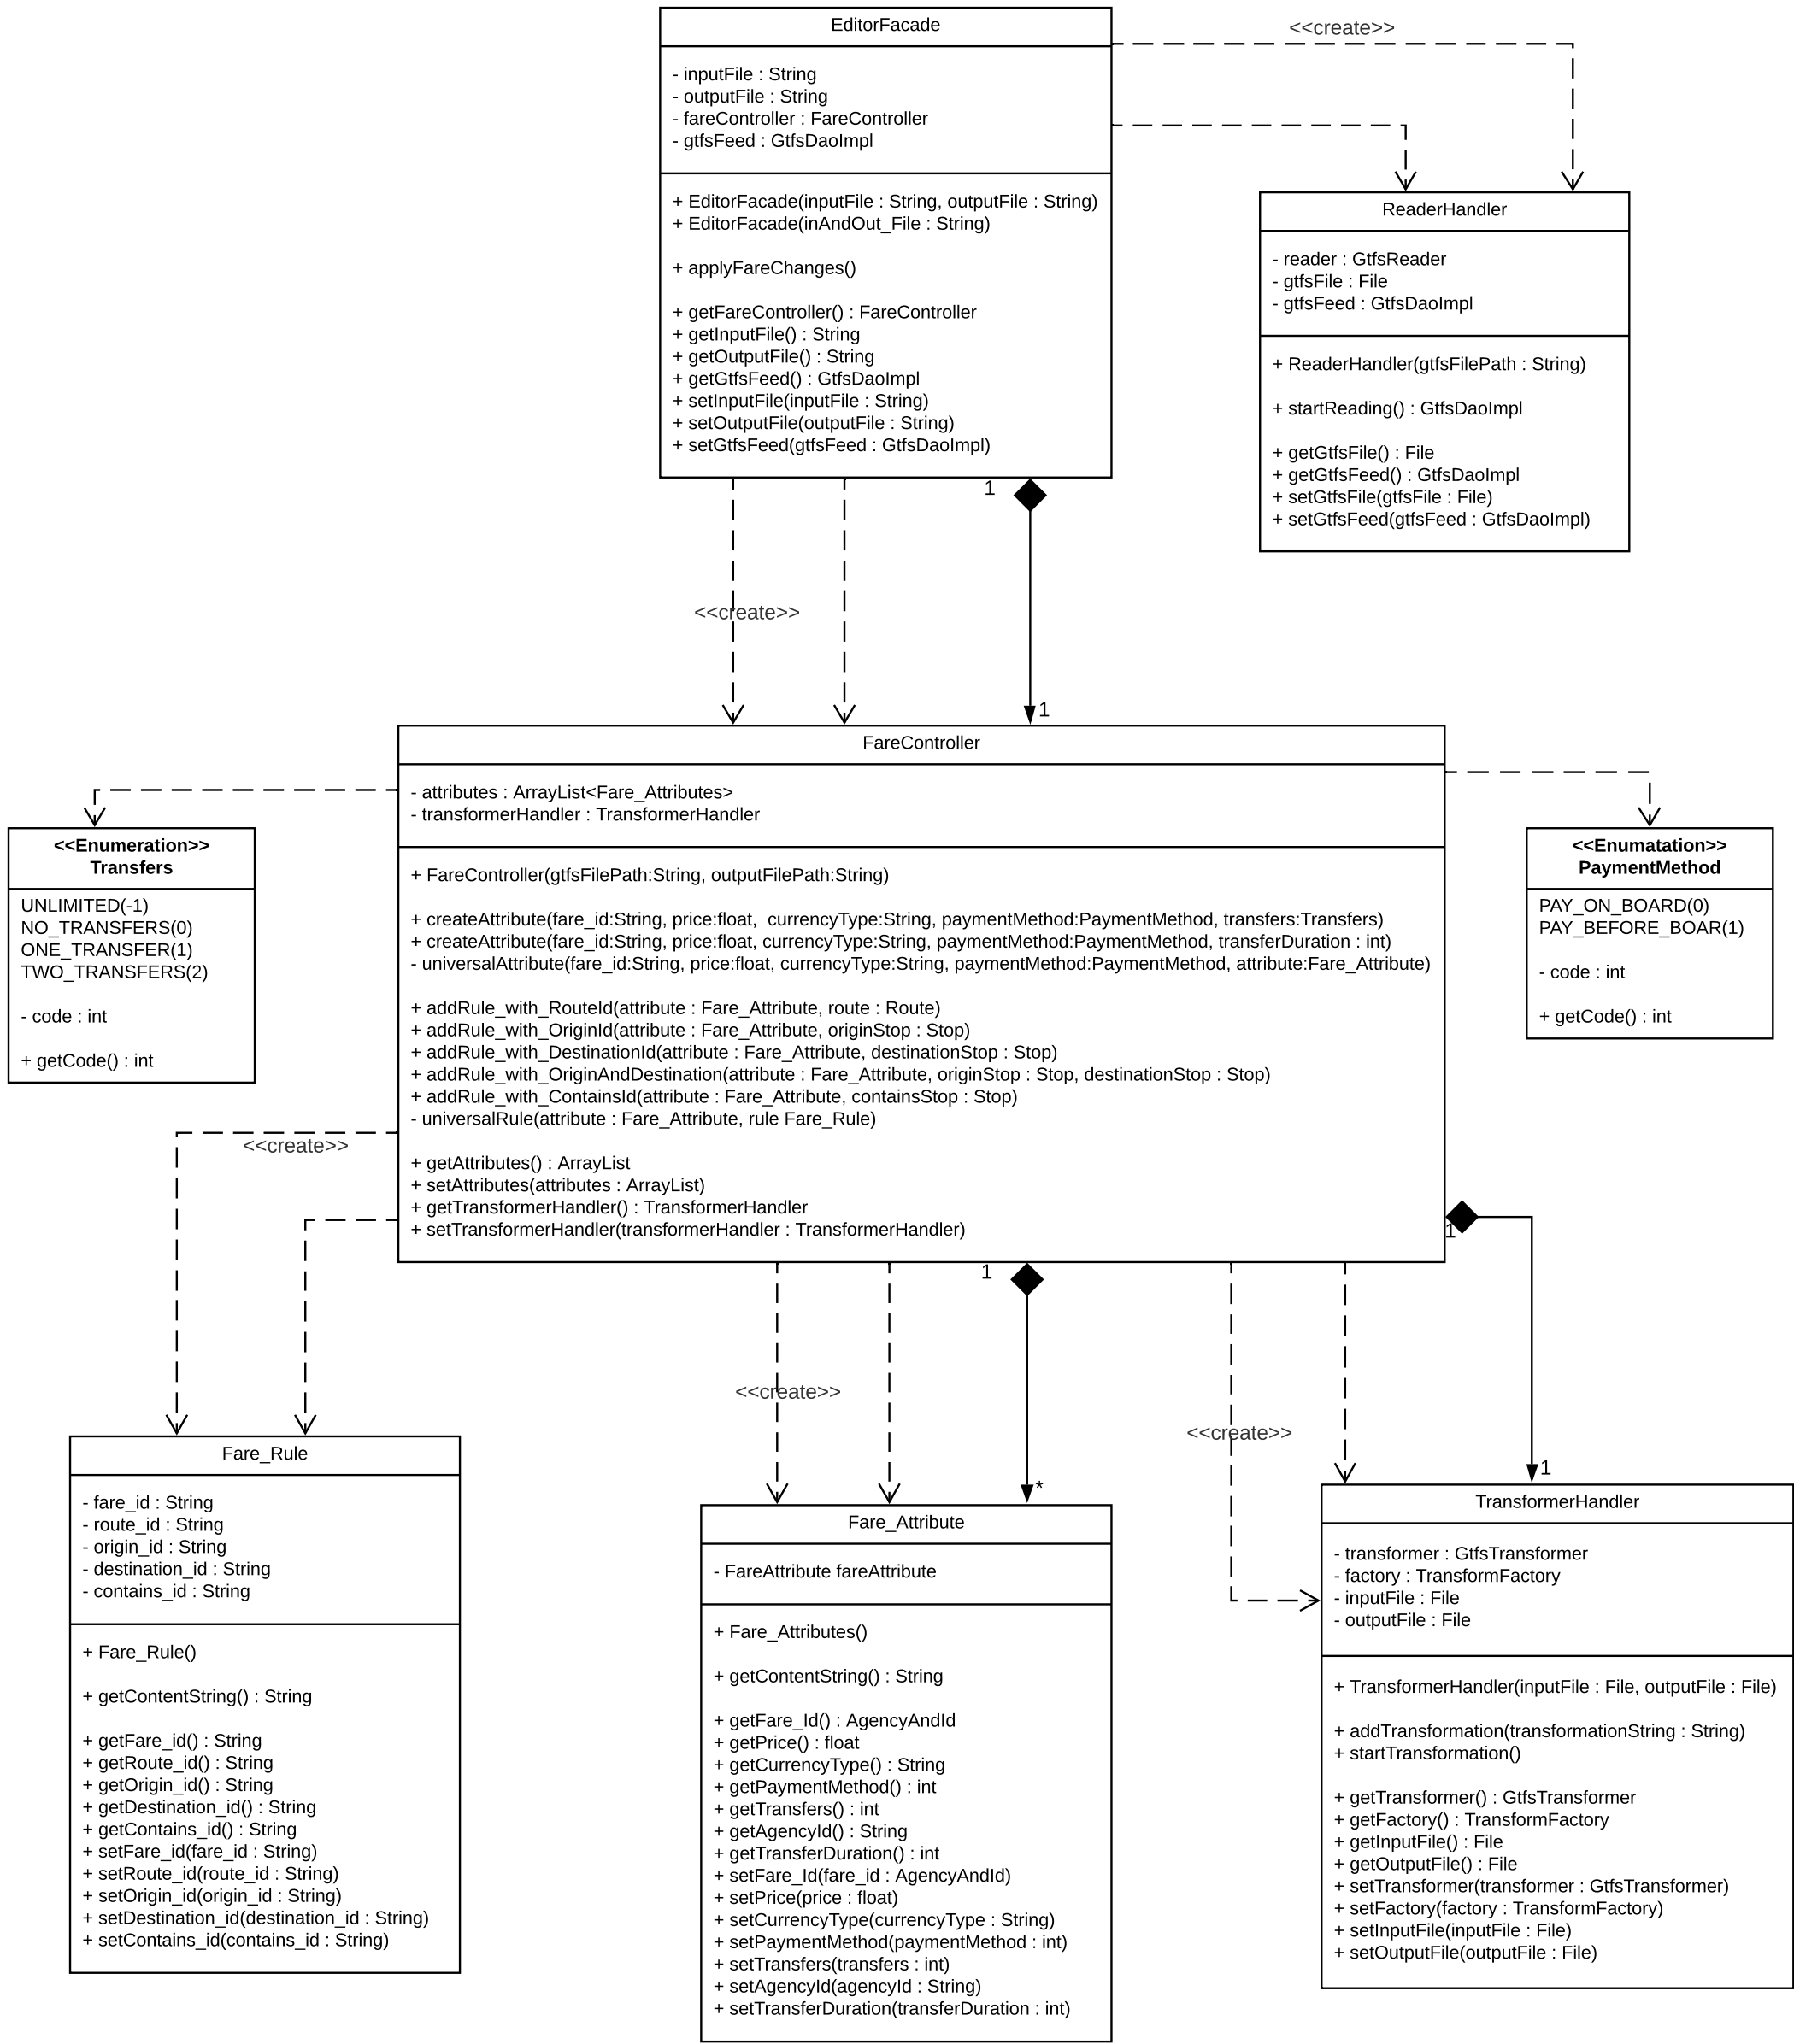 EditorFacade
- inputFile : String
- outputFile : String
- fareController : FareController
- gtfsFeed : GtfsDaoImpl
+ EditorFacade(inputFile : String, outputFile : String)
+ EditorFacade(inAndOut_File : String)
+ applyFareChanges()
+ getFareController() : FareController
+ getInputFile() : String
+ getOutputFile() : String
+ getGtfsFeed() : GtfsDaoImpl
+ setInputFile(inputFile : String)
+ setOutputFile(outputFile : String)
+ setGtfsFeed(gtfsFeed : GtfsDaoImpl)
<<create>>
ReaderHandler
- reader : GtfsReader
- gtfsFile : File
- gtfsFeed : GtfsDaoImpl
+ ReaderHandler(gtfsFilePath : String)
+ startReading() : GtfsDaoImpl
+ getGtfsFile() : File
+ getGtfsFeed() : GtfsDaoImpl
+ setGtfsFile(gtfsFile : File)
+ setGtfsFeed(gtfsFeed : GtfsDaoImpl)
1
<<create>>
1
FareController
- attributes : ArrayList<Fare_Attributes>
- transformerHandler : TransformerHandler
+ FareController(gtfsFilePath:String, outputFilePath:String)
+ createAttribute(fare_id:String, price:float,  currencyType:String, paymentMethod:PaymentMethod, transfers:Transfers)
+ createAttribute(fare_id:String, price:float, currencyType:String, paymentMethod:PaymentMethod, transferDuration : int)
- universalAttribute(fare_id:String, price:float, currencyType:String, paymentMethod:PaymentMethod, attribute:Fare_Attribute)
+ addRule_with_RouteId(attribute : Fare_Attribute, route : Route)
+ addRule_with_OriginId(attribute : Fare_Attribute, originStop : Stop)
+ addRule_with_DestinationId(attribute : Fare_Attribute, destinationStop : Stop)
+ addRule_with_OriginAndDestination(attribute : Fare_Attribute, originStop : Stop, destinationStop : Stop)
+ addRule_with_ContainsId(attribute : Fare_Attribute, containsStop : Stop)
- universalRule(attribute : Fare_Attribute, rule Fare_Rule)
+ getAttributes() : ArrayList
+ setAttributes(attributes : ArrayList)
+ getTransformerHandler() : TransformerHandler
+ setTransformerHandler(transformerHandler : TransformerHandler)
<<Enumeration>>
Transfers
UNLIMITED(-1)
NO_TRANSFERS(0)
ONE_TRANSFER(1)
TWO_TRANSFERS(2)
- code : int
+ getCode() : int
<<Enumatation>>
PaymentMethod
PAY_ON_BOARD(0)
PAY_BEFORE_BOAR(1)
- code : int
+ getCode() : int
<<create>>
1
1
<<create>>
<<create>>
*
1
Fare_Rule
- fare_id : String
- route_id : String
- origin_id : String
- destination_id : String
- contains_id : String
+ Fare_Rule()
+ getContentString() : String
+ getFare_id() : String
+ getRoute_id() : String
+ getOrigin_id() : String
+ getDestination_id() : String
+ getContains_id() : String
+ setFare_id(fare_id : String)
+ setRoute_id(route_id : String)
+ setOrigin_id(origin_id : String)
+ setDestination_id(destination_id : String)
+ setContains_id(contains_id : String)
Fare_Attribute
- FareAttribute fareAttribute
+ Fare_Attributes()
+ getContentString() : String
+ getFare_Id() : AgencyAndId
+ getPrice() : float
+ getCurrencyType() : String
+ getPaymentMethod() : int
+ getTransfers() : int
+ getAgencyId() : String
+ getTransferDuration() : int
+ setFare_Id(fare_id : AgencyAndId)
+ setPrice(price : float)
+ setCurrencyType(currencyType : String)
+ setPaymentMethod(paymentMethod : int)
+ setTransfers(transfers : int)
+ setAgencyId(agencyId : String)
+ setTransferDuration(transferDuration : int)
TransformerHandler
- transformer : GtfsTransformer
- factory : TransformFactory
- inputFile : File
- outputFile : File
+ TransformerHandler(inputFile : File, outputFile : File)
+ addTransformation(transformationString : String)
+ startTransformation()
+ getTransformer() : GtfsTransformer
+ getFactory() : TransformFactory
+ getInputFile() : File
+ getOutputFile() : File
+ setTransformer(transformer : GtfsTransformer)
+ setFactory(factory : TransformFactory)
+ setInputFile(inputFile : File)
+ setOutputFile(outputFile : File)